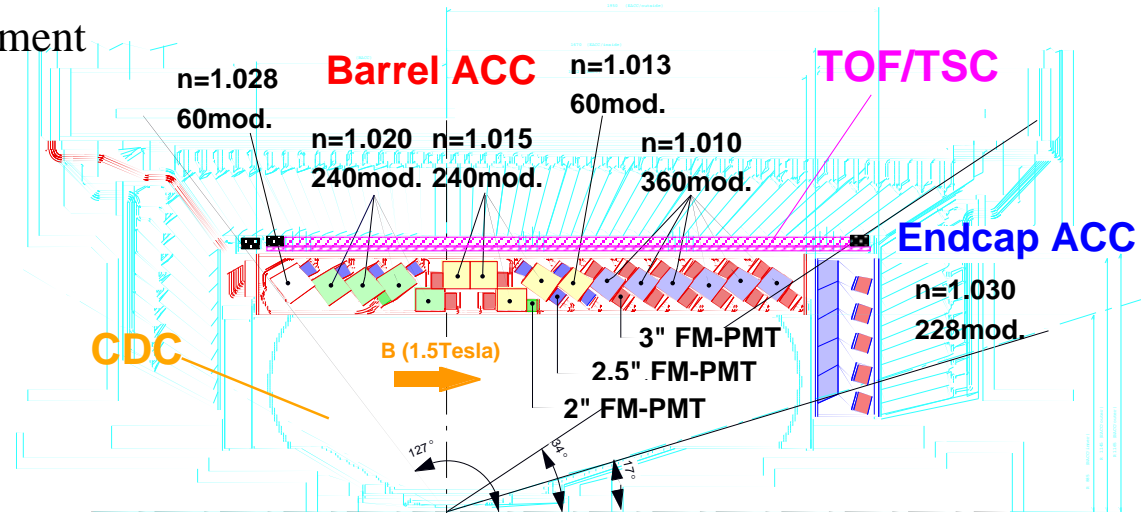 ment
Barrel ACC
TOF/TSC
n=1.028
60mod.
n=1.020
240mod.
n=1.015
240mod.
n=1.013
60mod.
n=1.010
360mod.
Endcap ACC
n=1.030
228mod.
CDC
B (1.5Tesla)
3" FM-PMT
2.5" FM-PMT
2" FM-PMT
127°
34°
17°